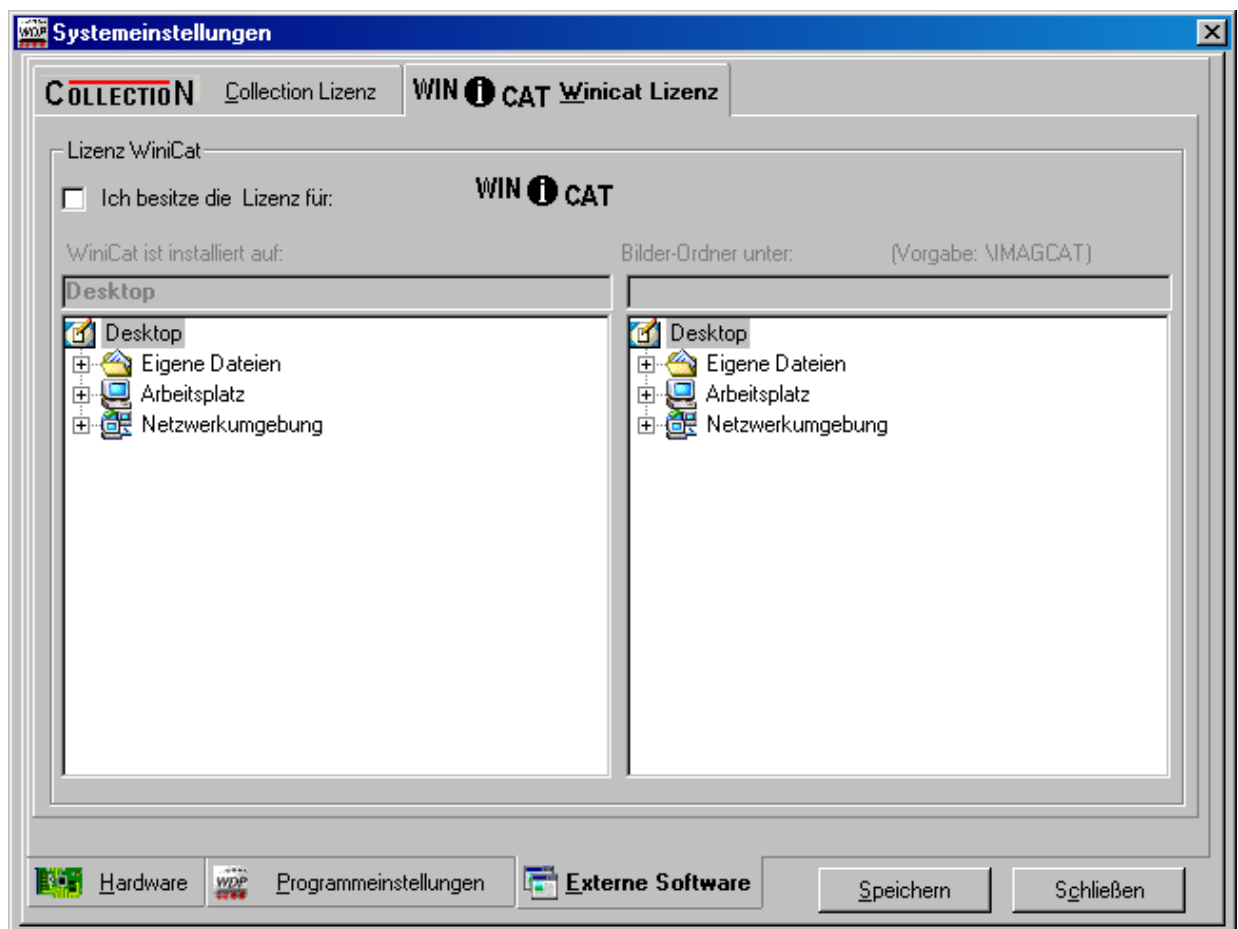 WDP Systemeinstellungen
COLLECTION Collection Lizenz WIN i CAT Winicat Lizenz
Lizenz WiniCat
Ich besitze die Lizenz für: WIN i CAT
WiniCat ist installiert auf: Bilder-Ordner unter: (Vorgabe: \IMAGCAT)
Desktop
Desktop Desktop
Eigene Dateien Eigene Dateien
Arbeitsplatz Arbeitsplatz
Netzwerkumgebung Netzwerkumgebung
Hardware WDP Programmeinstellungen Externe Software Speichern Schließen